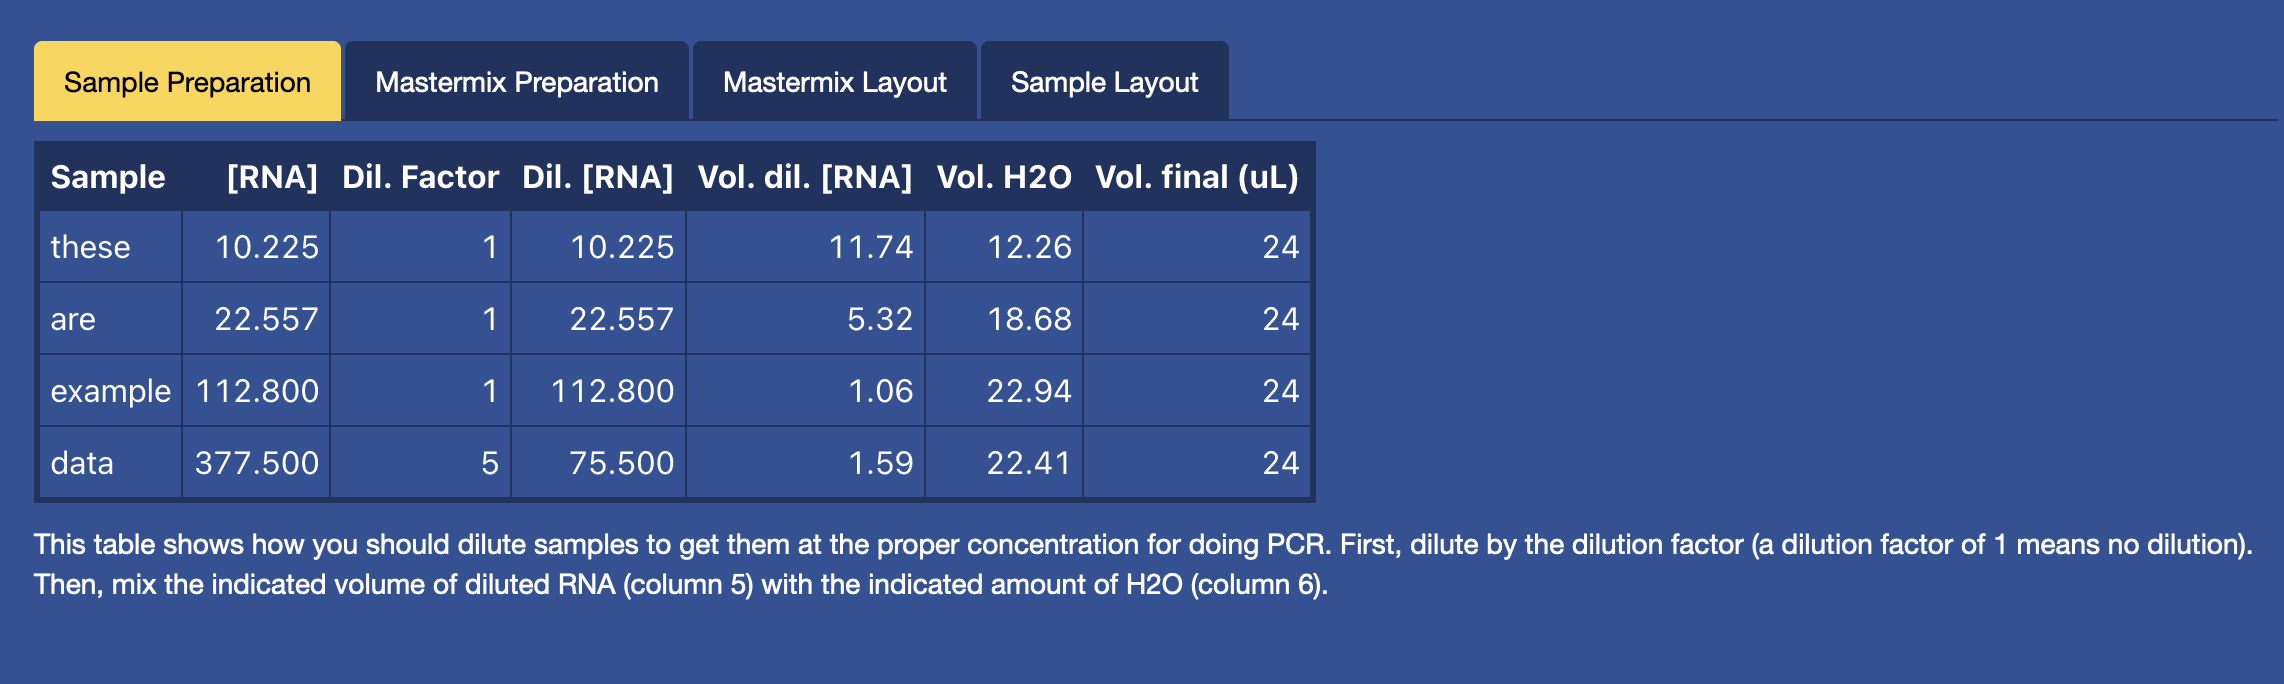 Sample Preparation Mastermix Preparation Mastermix Layout Sample Layout
Sample [RNA] Dil. Factor Dil. [RNA] Vol. dil. [RNA] Vol. H2O Vol. final (uL)
these 10.225 1 10.225 11.74 12.26 24
are 22.557 1 22.557 5.32 18.68 24
example 112.800 1 112.800 1.06 22.94 24
data 377.500 5 75.500 1.59 22.41 24
This table shows how you should dilute samples to get them at the proper concentration for doing PCR. First, dilute by the dilution factor (a dilution factor of 1 means no dilution).
Then, mix the indicated volume of diluted RNA (column 5) with the indicated amount of H2O (column 6).